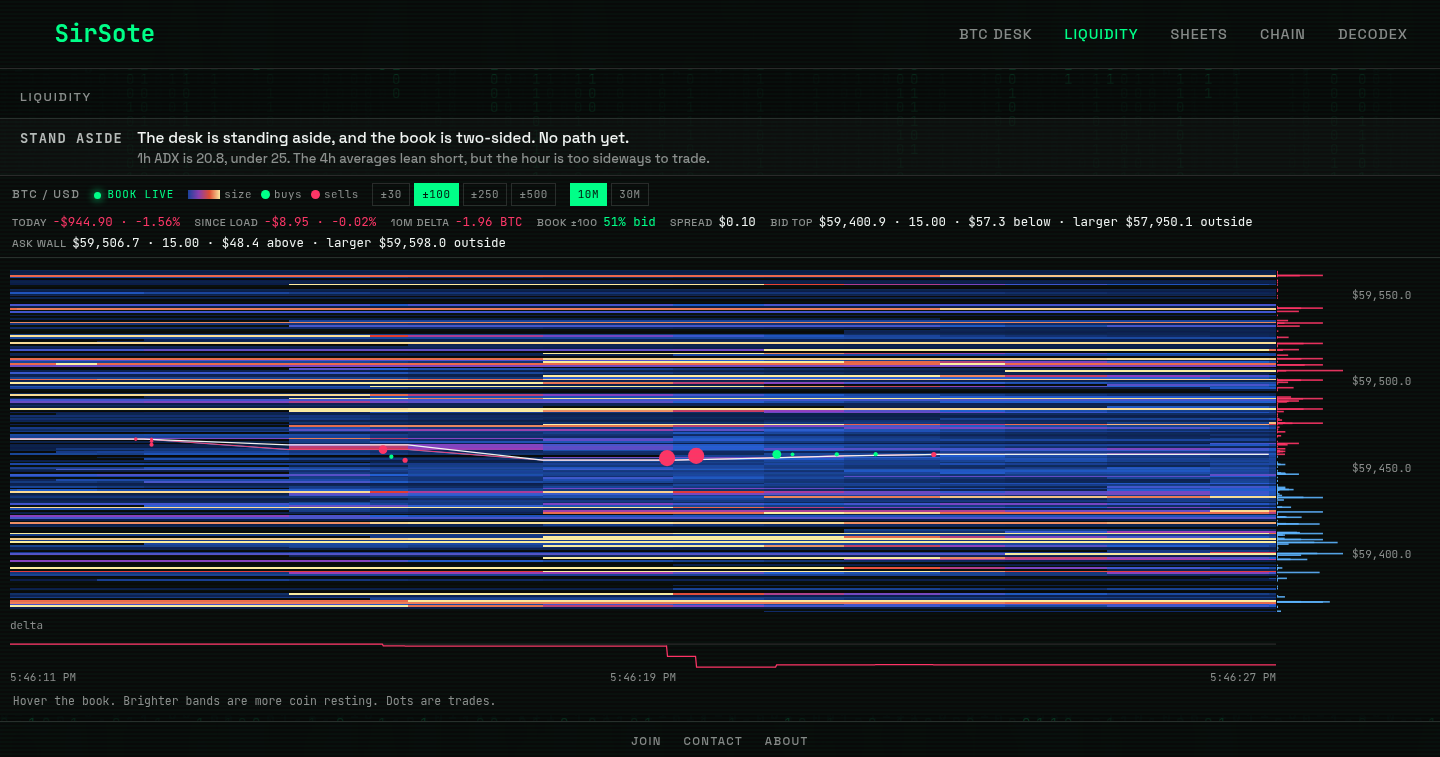 SirSote
BTC DESK LIQUIDITY SHEETS CHAIN DECODEX
LIQUIDITY
STAND ASIDE The desk is standing aside, and the book is two-sided. No path yet.
1h ADX is 20.8, under 25. The 4h averages lean short, but the hour is too sideways to trade.
BTC / USD BOOK LIVE size buys sells ±30 ±100 ±250 ±500 10M 30M
TODAY -$944.90 · -1.56% SINCE LOAD -$8.95 · -0.02% 10M DELTA -1.96 BTC BOOK ±100 51% bid SPREAD $0.10 BID TOP $59,400.9 · 15.00 · $57.3 below · larger $57,950.1 outside
ASK WALL $59,506.7 · 15.00 · $48.4 above · larger $59,598.0 outside
$59,550.0
$59,500.0
$59,450.0
$59,400.0
delta
5:46:11 PM 5:46:19 PM 5:46:27 PM
Hover the book. Brighter bands are more coin resting. Dots are trades.
JOIN CONTACT ABOUT